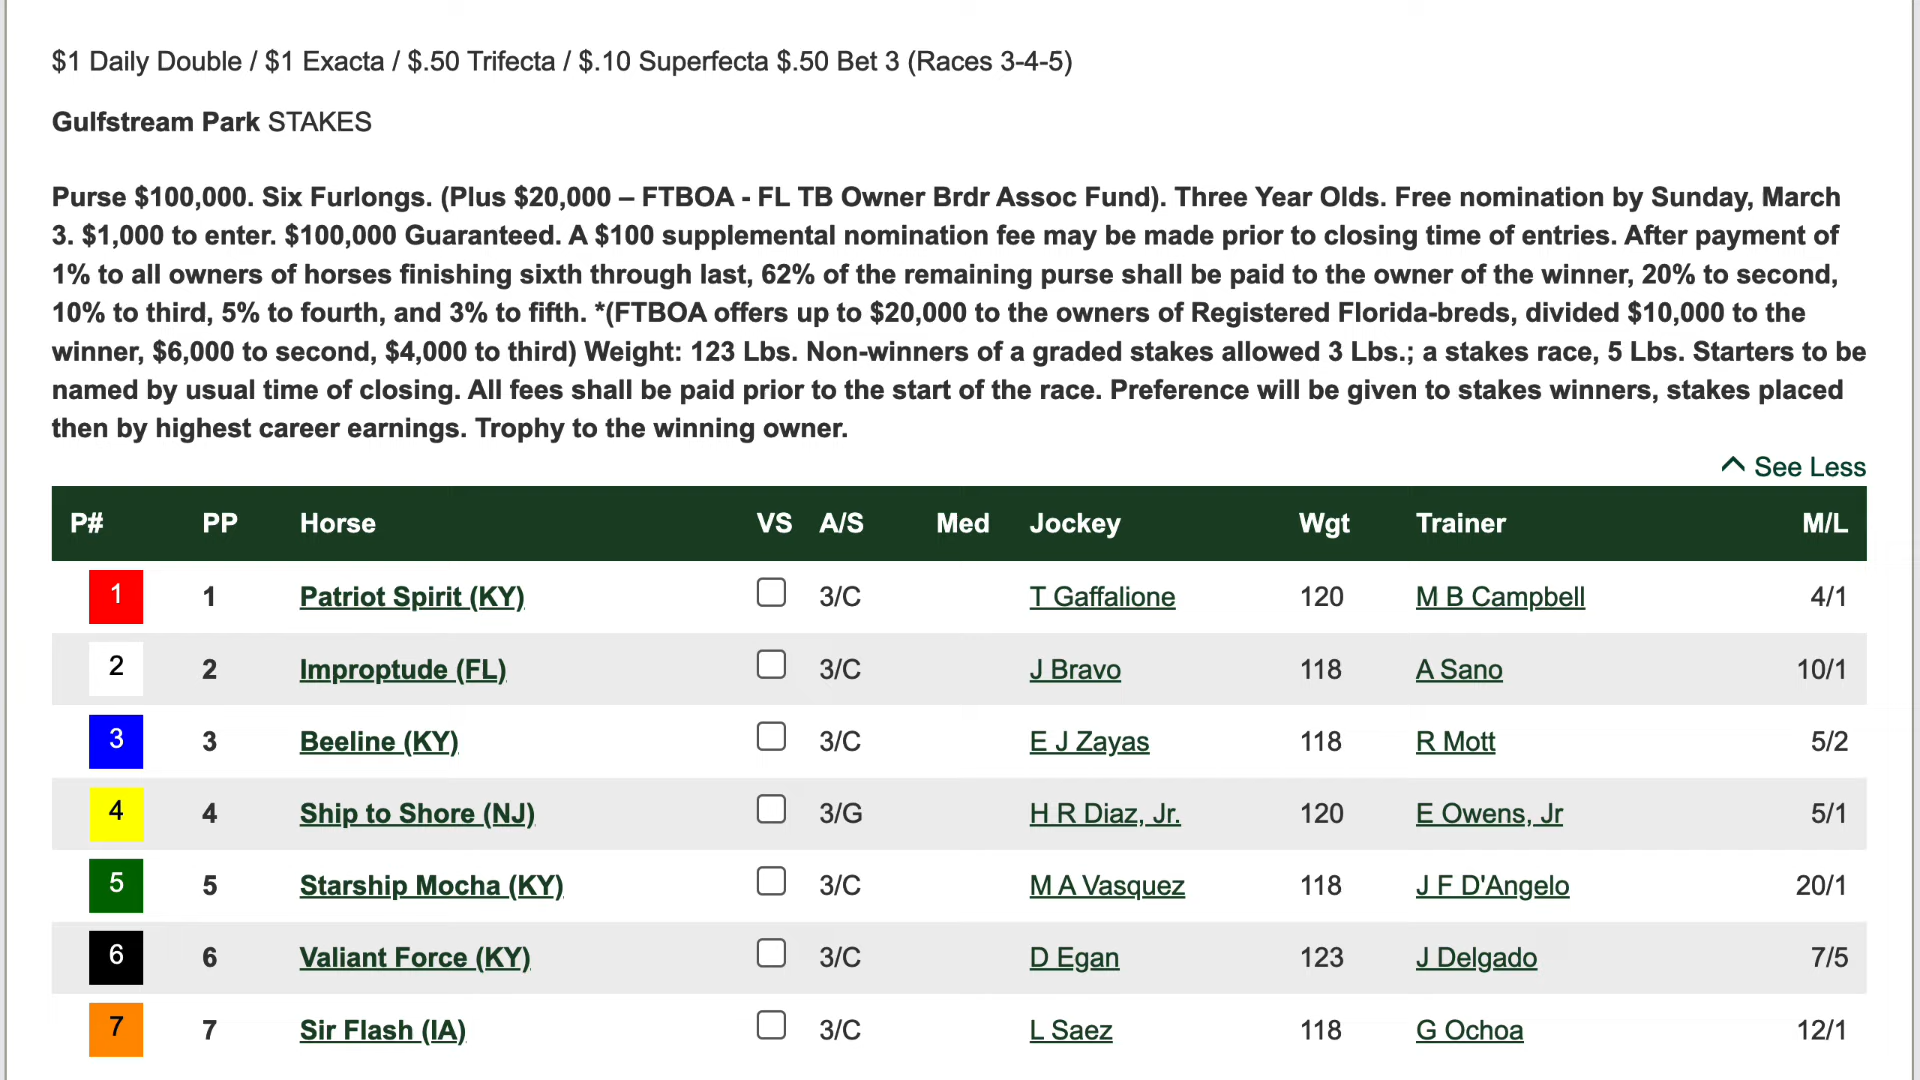 $1 Daily Double / $1 Exacta / $.50 Trifecta / $.10 Superfecta $.50 Bet 3 (Races 3-4-5)
Gulfstream Park STAKES
Purse $100,000. Six Furlongs. (Plus $20,000 – FTBOA - FL TB Owner Brdr Assoc Fund). Three Year Olds. Free nomination by Sunday, March
3. $1,000 to enter. $100,000 Guaranteed. A $100 supplemental nomination fee may be made prior to closing time of entries. After payment of
1% to all owners of horses finishing sixth through last, 62% of the remaining purse shall be paid to the owner of the winner, 20% to second,
10% to third, 5% to fourth, and 3% to fifth. *(FTBOA offers up to $20,000 to the owners of Registered Florida-breds, divided $10,000 to the
winner, $6,000 to second, $4,000 to third) Weight: 123 Lbs. Non-winners of a graded stakes allowed 3 Lbs.; a stakes race, 5 Lbs. Starters to be
named by usual time of closing. All fees shall be paid prior to the start of the race. Preference will be given to stakes winners, stakes placed
then by highest career earnings. Trophy to the winning owner.
See Less
P# PP Horse VS A/S Med Jockey Wgt Trainer M/L
1 1 Patriot Spirit (KY) 3/C T Gaffalione 120 M B Campbell 4/1
2 2 Improptude (FL) 3/C J Bravo 118 A Sano 10/1
3 3 Beeline (KY) 3/C E J Zayas 118 R Mott 5/2
4 4 Ship to Shore (NJ) 3/G H R Diaz, Jr. 120 E Owens, Jr 5/1
5 5 Starship Mocha (KY) 3/C M A Vasquez 118 J F D'Angelo 20/1
6 6 Valiant Force (KY) 3/C D Egan 123 J Delgado 7/5
7 7 Sir Flash (IA) 3/C L Saez 118 G Ochoa 12/1